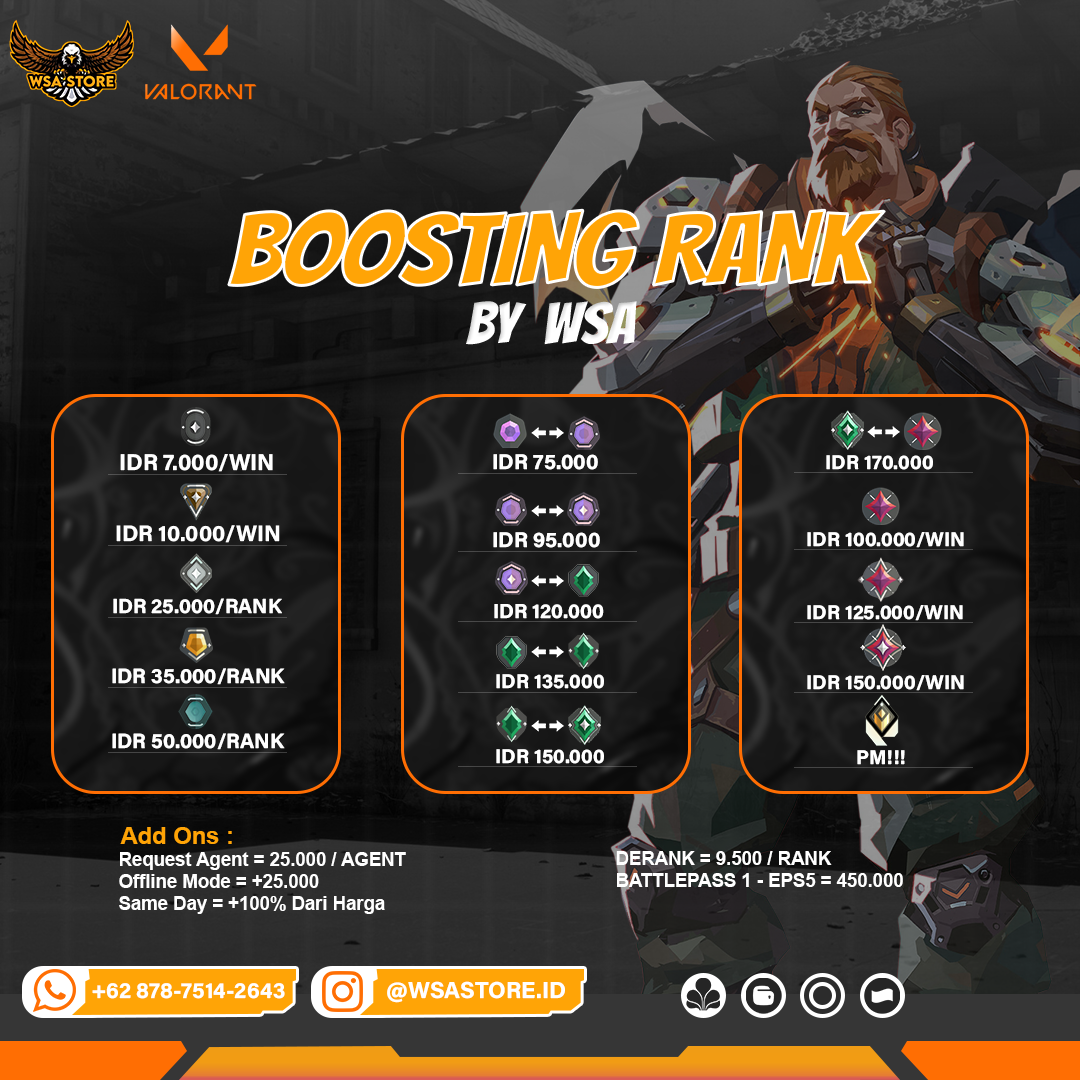 WSA STORE
VALORANT
BOOSTING RANK
BY WSA
IDR 7.000/WIN
IDR 10.000/WIN
IDR 25.000/RANK
IDR 35.000/RANK
IDR 50.000/RANK
IDR 75.000
IDR 95.000
IDR 120.000
IDR 135.000
IDR 150.000
IDR 170.000
IDR 100.000/WIN
IDR 125.000/WIN
IDR 150.000/WIN
PM!!!
Add Ons :
Request Agent = 25.000 / AGENT
Offline Mode = +25.000
Same Day = +100% Dari Harga
DERANK = 9.500 / RANK
BATTLEPASS 1 - EPS5 = 450.000
+62 878-7514-2643
@WSASTORE.ID